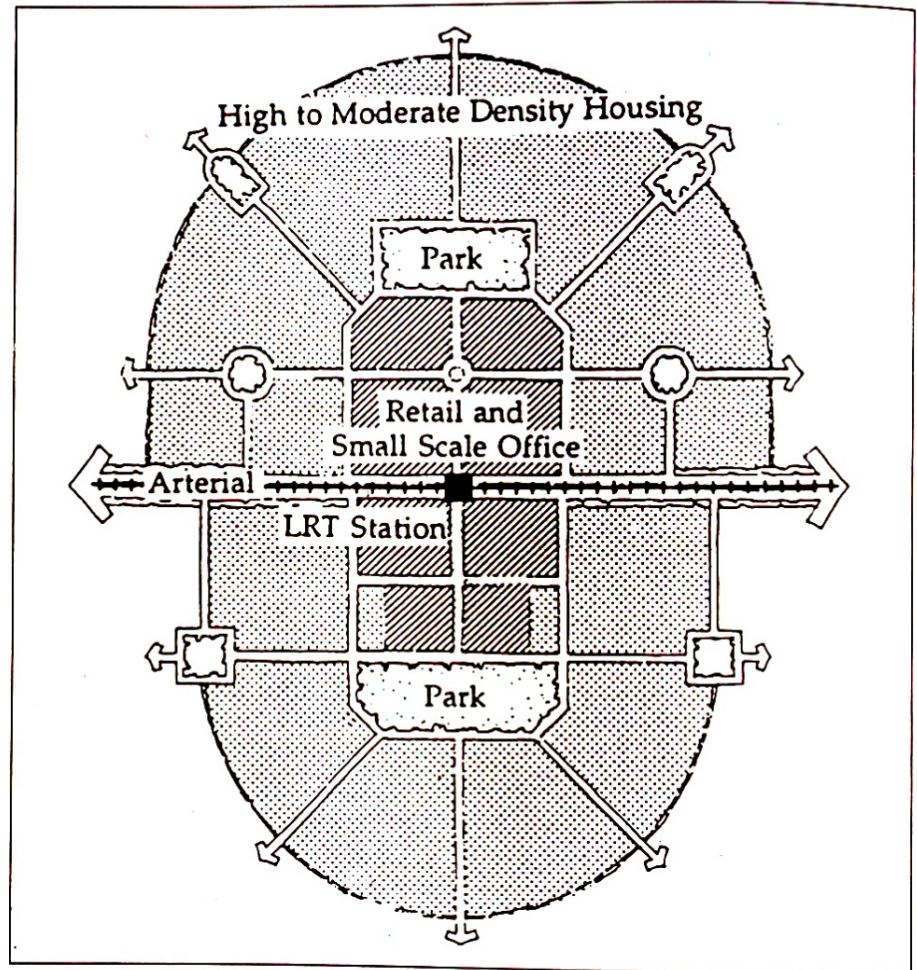 High to Moderate Density Housing
Park
Retail and
Small Scale Office
Arterial
LRT Station
Park